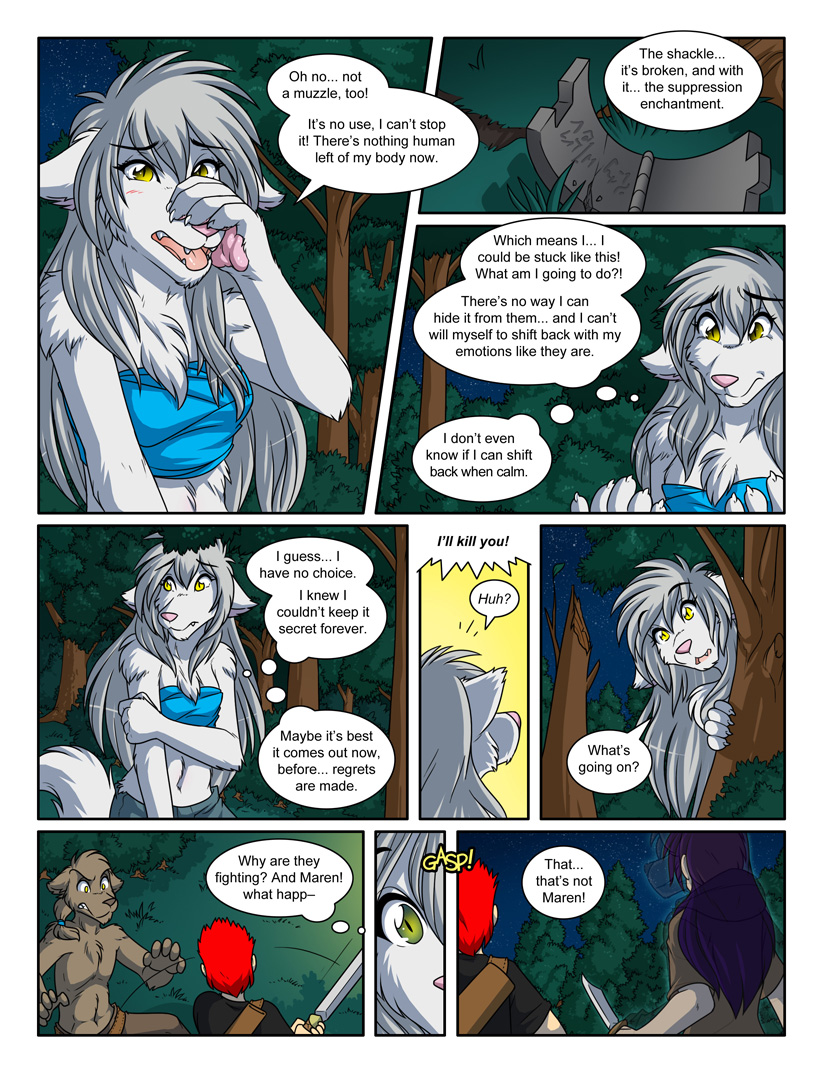 Oh no... not
a muzzle, too!
It's no use, I can't stop
it! There's nothing human
left of my body now.
The shackle...
it's broken, and with
it... the suppression
enchantment.
Which means I... I
could be stuck like this!
What am I going to do?!
There's no way I can
hide it from them... and I can't
will myself to shift back with my
emotions like they are.
I don't even
know if I can shift
back when calm.
I guess... I
have no choice.
I knew I
couldn't keep it
secret forever.
Maybe it's best
it comes out now,
before... regrets
are made.
I'll kill you!
Huh?
What's
going on?
Why are they
fighting? And Maren!
what happ–
GASP!
That...
that's not
Maren!